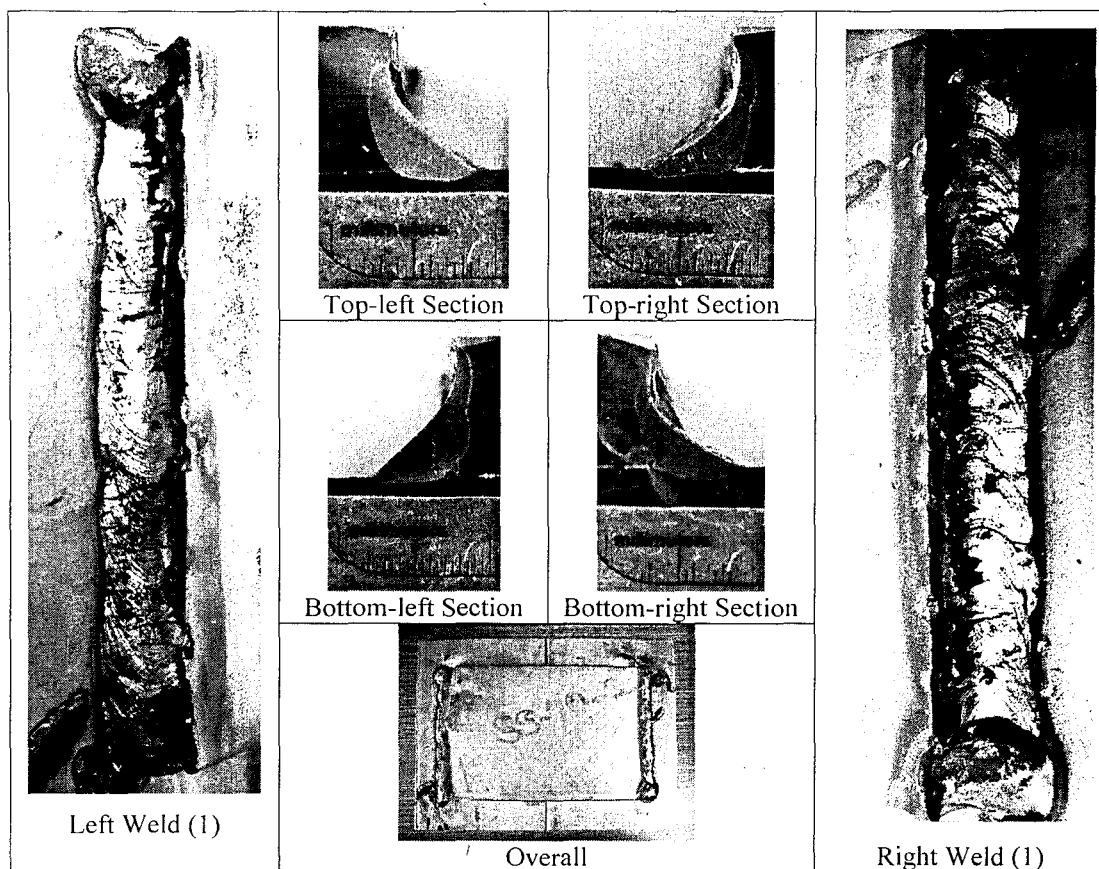 Top-left Section
Top-right Section
Bottom-left Section
Bottom-right Section
Left Weld (1)
Overall
Right Weld (1)